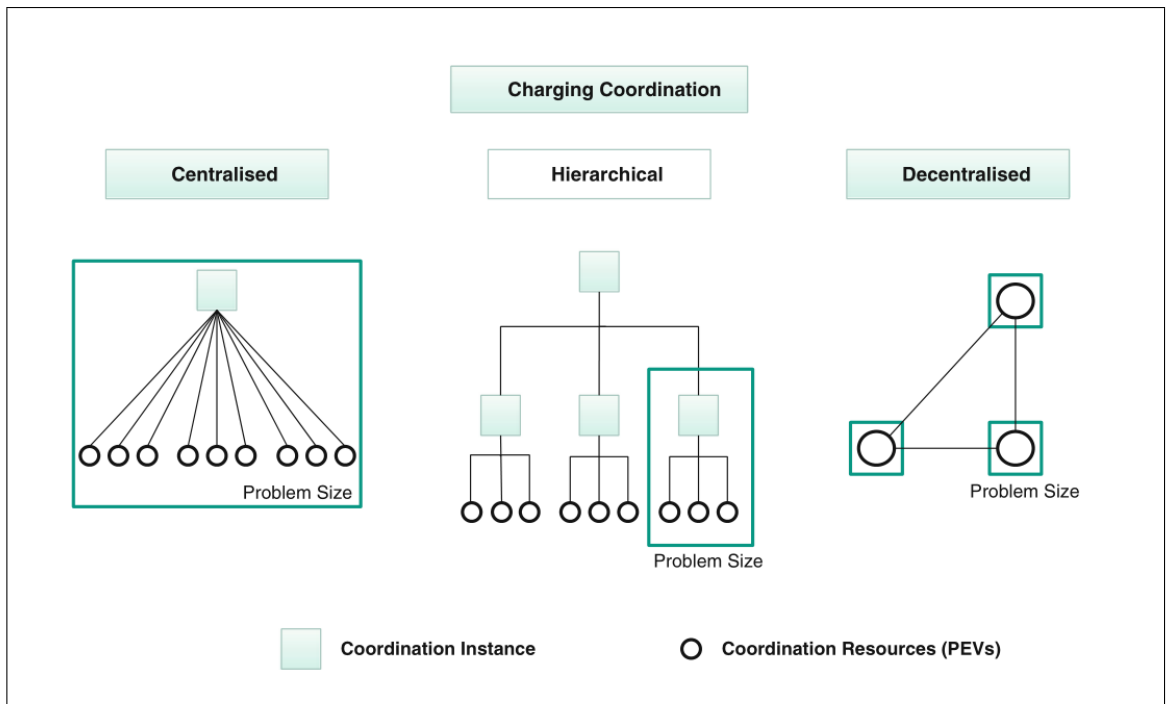 Charging Coordination
Centralised
Hierarchical
Decentralised
Problem Size
Problem Size
Problem Size
Coordination Instance
Coordination Resources (PEVs)